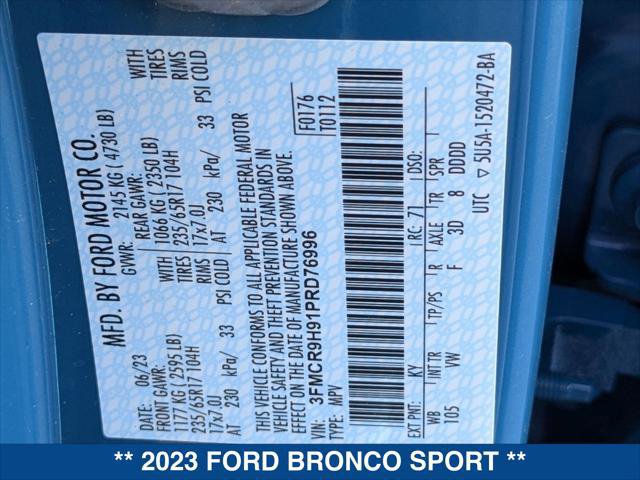 MFD. BY FORD MOTOR CO.
DATE: 06/23
GVWR: 2145 KG ( 4730 LB)
FRONT GAWR: REAR GAWR: WITH
1177 KG ( 2595 LB) 1066 KG ( 2350 LB) TIRES
235/65R17 104H TIRES 235/65R17 104H RIMS
17x7.0J RIMS 17x7.0J
AT 230 kPa/ 33 PSI COLD AT 230 kPa/ 33 PSI COLD
THIS VEHICLE CONFORMS TO ALL APPLICABLE FEDERAL MOTOR
VEHICLE SAFETY AND THEFT PREVENTION STANDARDS IN
EFFECT ON THE DATE OF MANUFACTURE SHOWN ABOVE.
F0176
T0112
VIN: 3FMCR9H91PRD76996
TYPE: MPV
EXT PNT: KY RC: 71 DSO:
WB INT TR TP/PS R AXLE TR SPR
105 VW F 3D 8 DDDD
UTC ▽ 5U5A-1520472-BA
** 2023 FORD BRONCO SPORT **